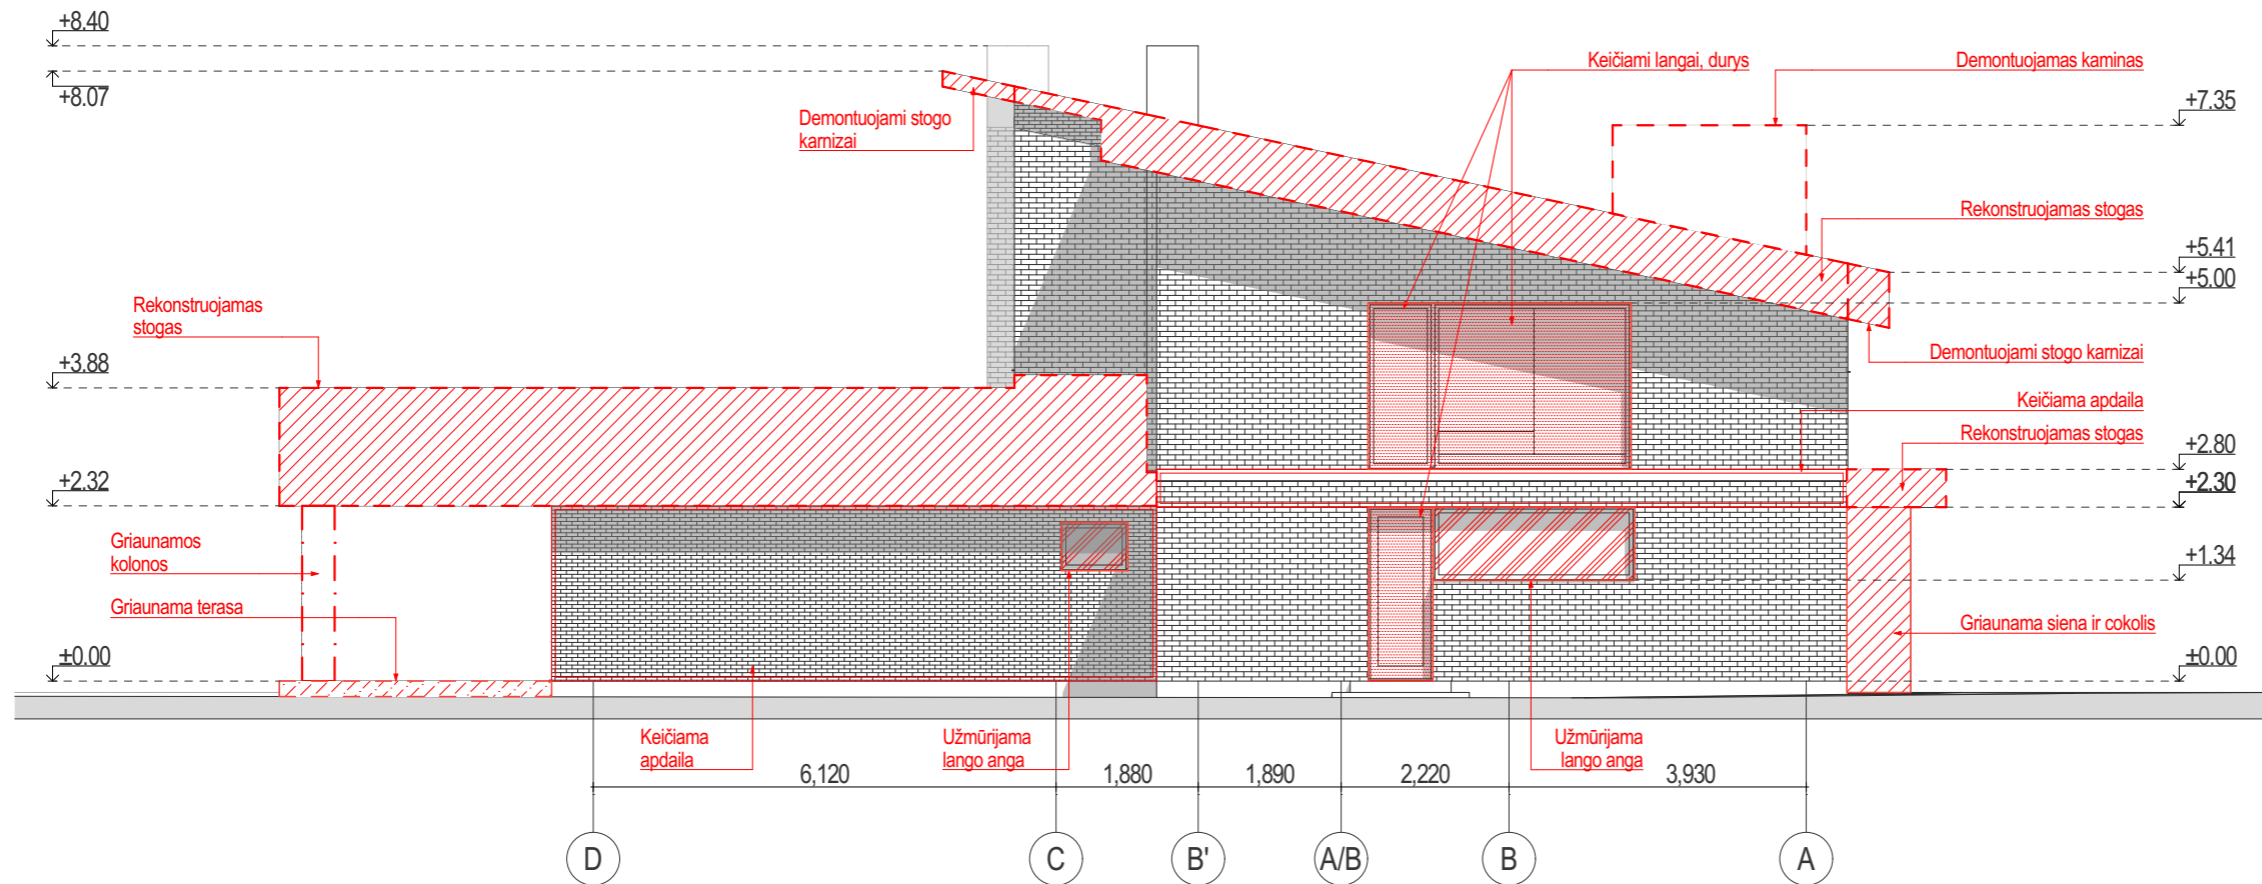 +8.40
+8.07
Keičiami langai, durys
Demontuojamas kaminas
+7.35
Demontuojami stogo
karnizai
Rekonstruojamas stogas
+5.41
+5.00
Rekonstruojamas
stogas
Demontuojami stogo karnizai
+3.88
Keičiama apdaila
Rekonstruojamas stogas
+2.80
+2.32
+2.30
Griaunamos
kolonos
+1.34
Griaunama terasa
Griaunama siena ir cokolis
±0.00
±0.00
Keičiama
apdaila
Užmūrijama
lango anga
Užmūrijama
lango anga
6,120
1,880
1,890
2,220
3,930
D
C
B'
A/B
B
A